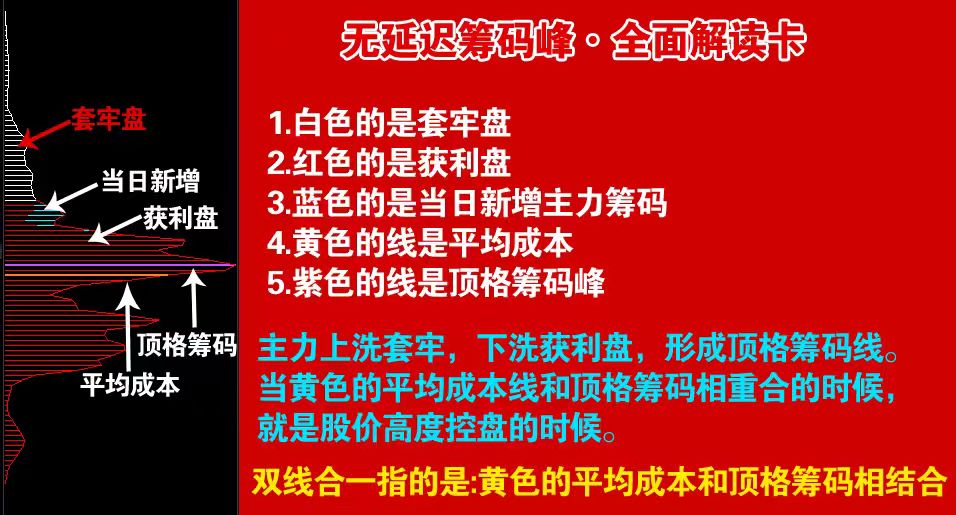 无延迟筹码峰·全面解读卡
套牢盘
当日新增
获利盘
顶格筹码
平均成本
1.白色的是套牢盘
2.红色的是获利盘
3.蓝色的是当日新增主力筹码
4.黄色的线是平均成本
5.紫色的线是顶格筹码峰
主力上洗套牢，下洗获利盘，形成顶格筹码线。
当黄色的平均成本线和顶格筹码相重合的时候，
就是股价高度控盘的时候。
双线合一指的是:黄色的平均成本和顶格筹码相结合